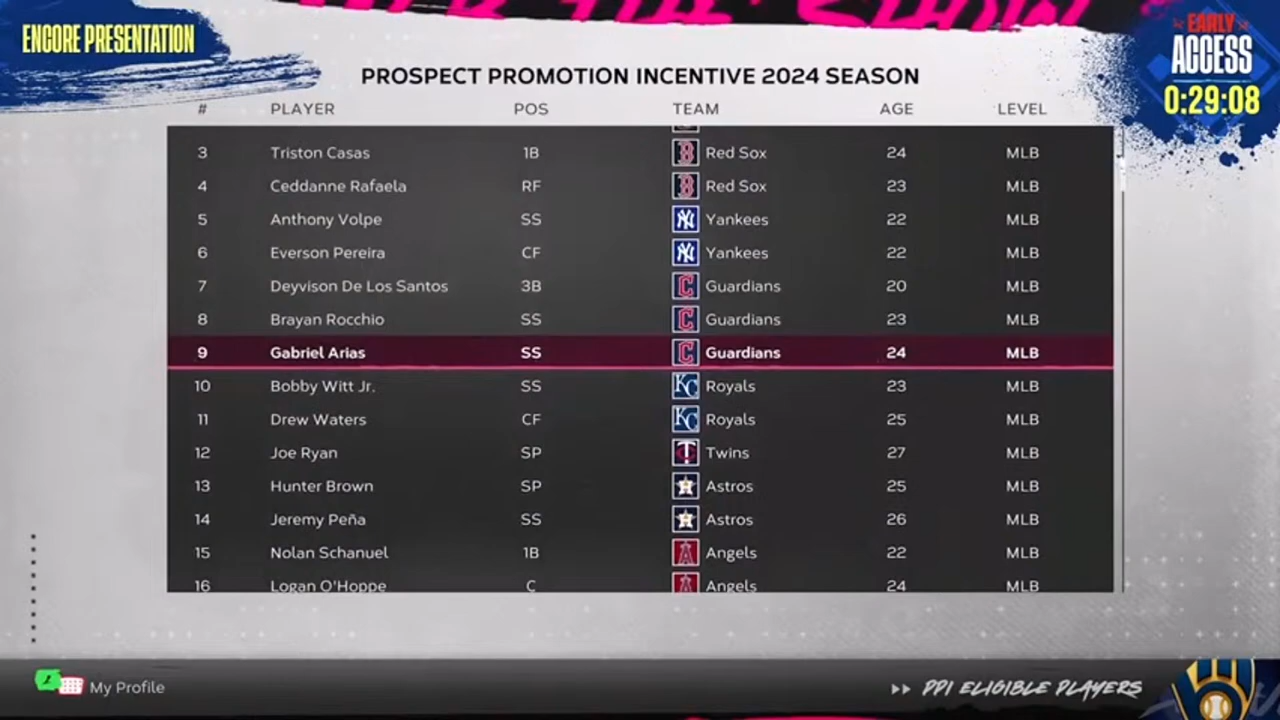 THE SHOW
ENCORE PRESENTATION
EARLY
ACCESS
0:29:08
PROSPECT PROMOTION INCENTIVE 2024 SEASON
# PLAYER POS TEAM AGE LEVEL
3 Triston Casas 1B Red Sox 24 MLB
4 Ceddanne Rafaela RF Red Sox 23 MLB
5 Anthony Volpe SS Yankees 22 MLB
6 Everson Pereira CF Yankees 22 MLB
7 Deyvison De Los Santos 3B Guardians 20 MLB
8 Brayan Rocchio SS Guardians 23 MLB
9 Gabriel Arias SS Guardians 24 MLB
10 Bobby Witt Jr. SS Royals 23 MLB
11 Drew Waters CF Royals 25 MLB
12 Joe Ryan SP Twins 27 MLB
13 Hunter Brown SP Astros 25 MLB
14 Jeremy Peña SS Astros 26 MLB
15 Nolan Schanuel 1B Angels 22 MLB
16 Logan O'Hoppe C Angels 24 MLB
My Profile
PPI ELIGIBLE PLAYERS